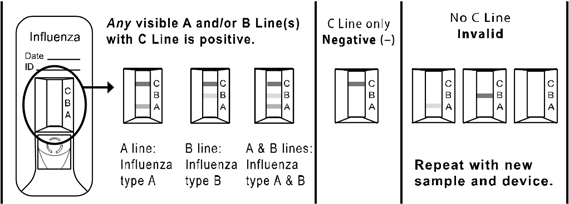 Influenza
Date
ID
C
B
A
Any visible A and/or B Line(s)
with C Line is positive.
C
B
A
A line:
Influenza
type A
C
B
A
B line:
Influenza
type B
C
B
A
A & B lines:
Influenza
type A & B
C Line only
Negative (–)
C
B
A
No C Line
Invalid
C
B
A
C
B
A
C
B
A
Repeat with new
sample and device.